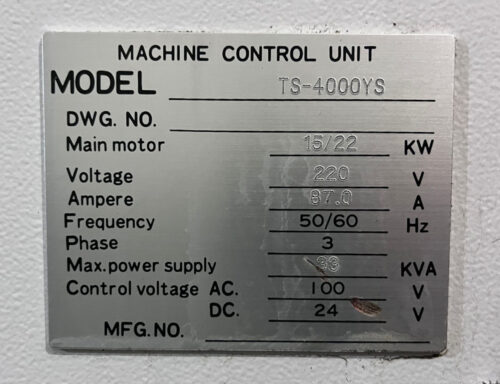 MACHINE CONTROL UNIT
MODEL TS-4000YS
DWG. NO.
Main motor 15/22 KW
Voltage 220 V
Ampere 87.0 A
Frequency 50/60 Hz
Phase 3
Max. power supply 33 KVA
Control voltage AC. 100 V
DC. 24 V
MFG. NO.